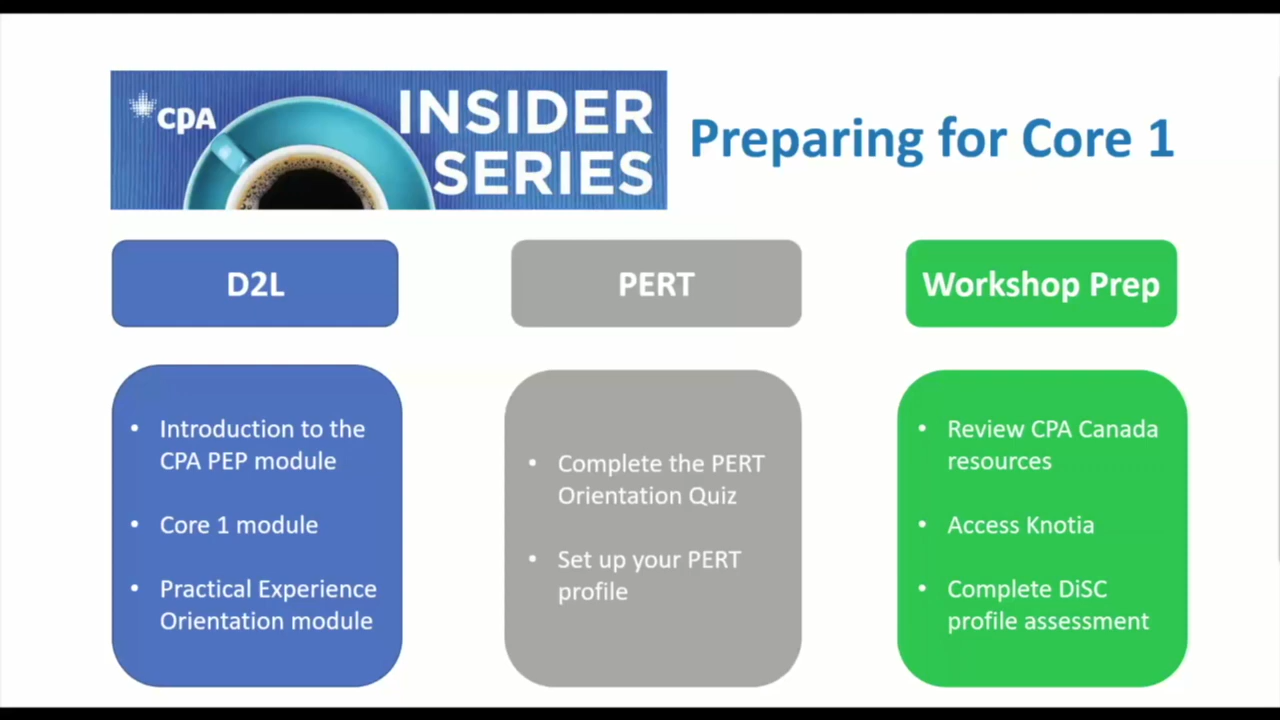 CPA
INSIDER
SERIES
Preparing for Core 1
D2L
PERT
Workshop Prep
• Introduction to the
CPA PEP module
• Core 1 module
• Practical Experience
Orientation module
• Complete the PERT
Orientation Quiz
• Set up your PERT
profile
• Review CPA Canada
resources
• Access Knotia
• Complete DiSC
profile assessment